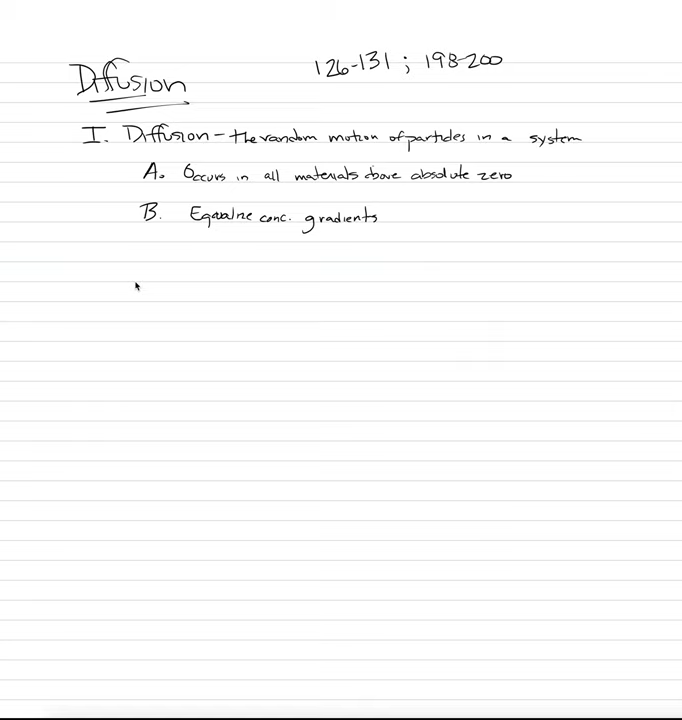 Diffusion
126-131 ; 198-200
I. Diffusion - the random motion of particles in a system
A. Occurs in all materials above absolute zero
B. Equalize conc. gradients